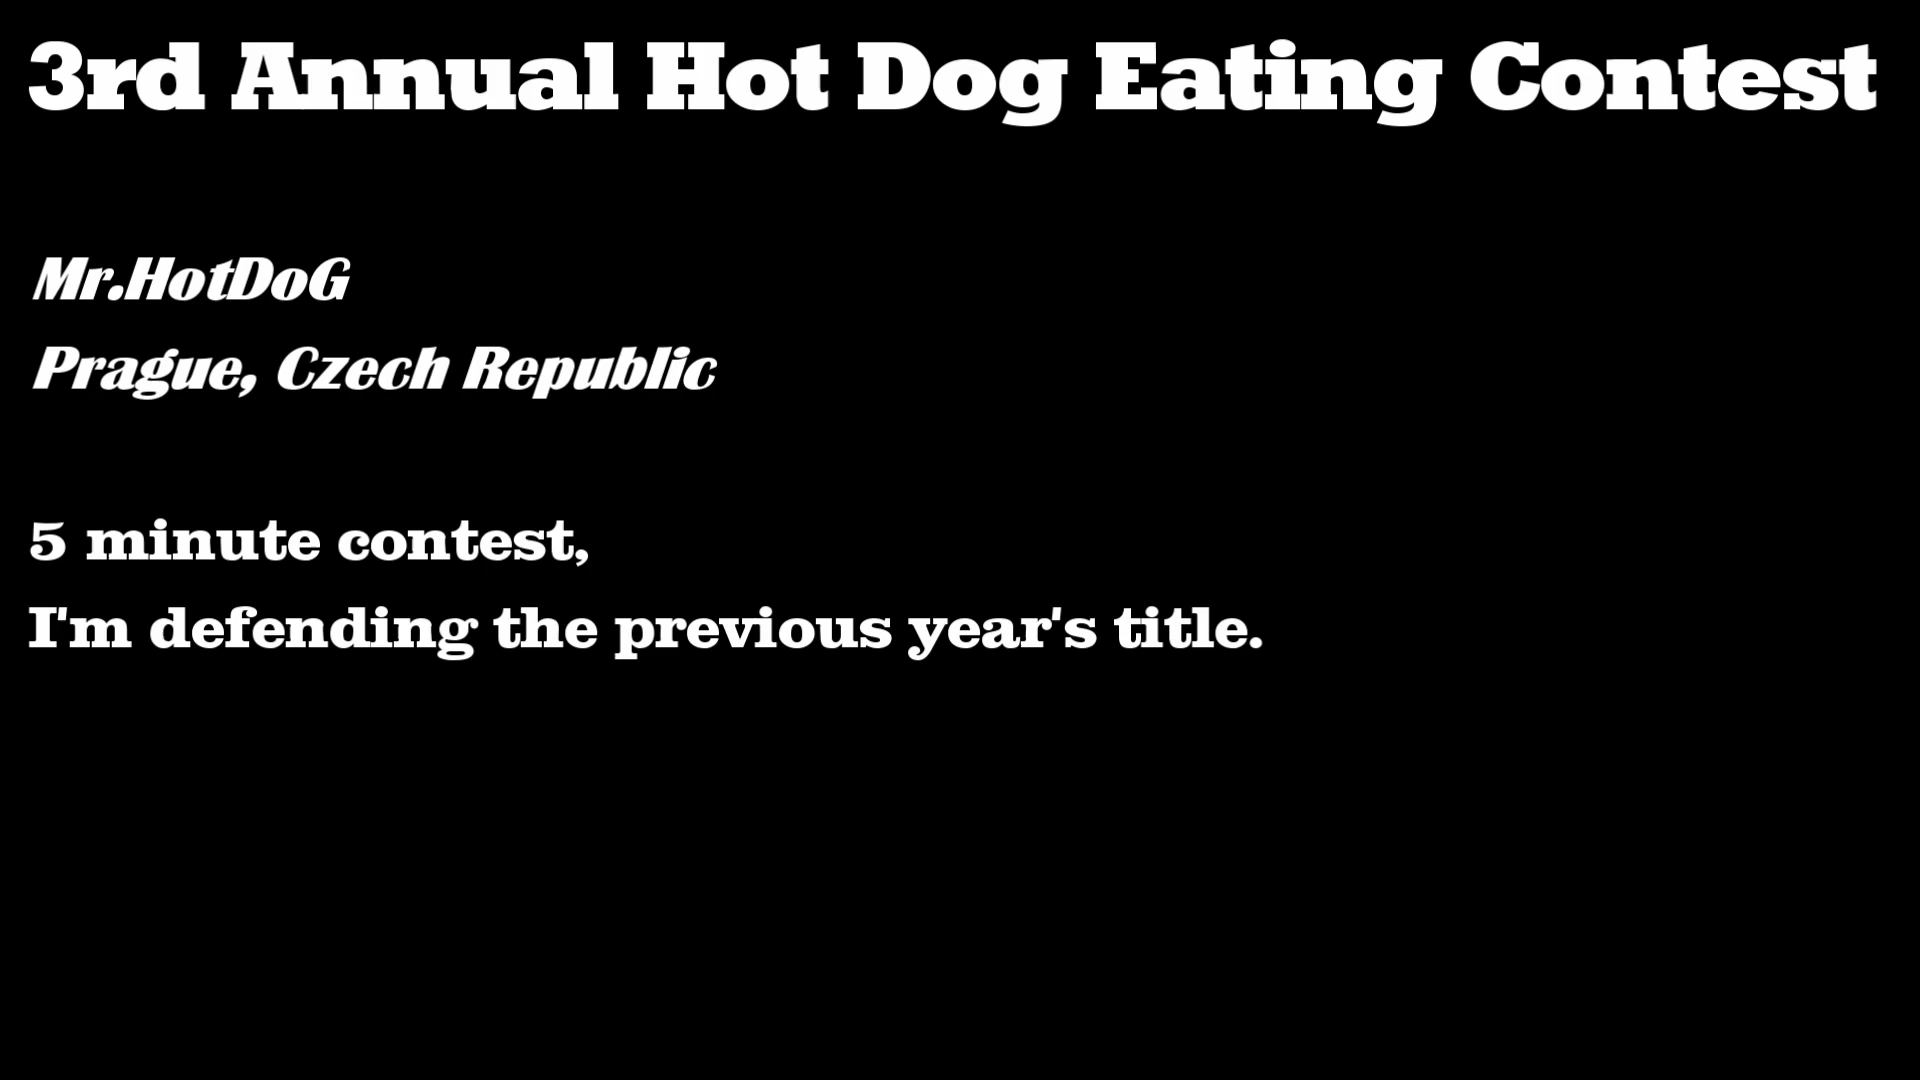 3rd Annual Hot Dog Eating Contest
Mr.HotDoG
Prague, Czech Republic
5 minute contest,
I'm defending the previous year's title.